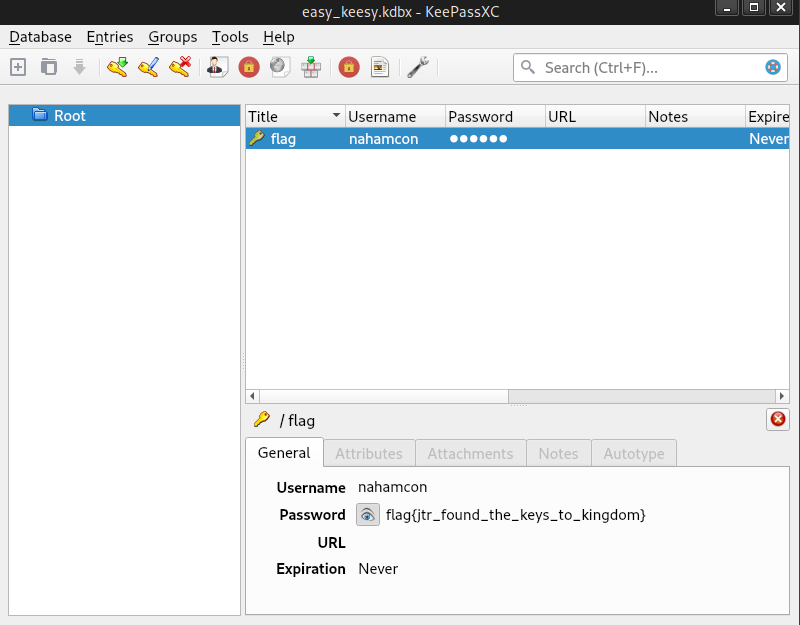 easy_keesy.kdbx - KeePassXC
Database Entries Groups Tools Help
Search (Ctrl+F)...
Root
Title Username Password URL Notes Expire
flag nahamcon ●●●●●● Never
/ flag
General Attributes Attachments Notes Autotype
Username nahamcon
Password flag{jtr_found_the_keys_to_kingdom}
URL
Expiration Never